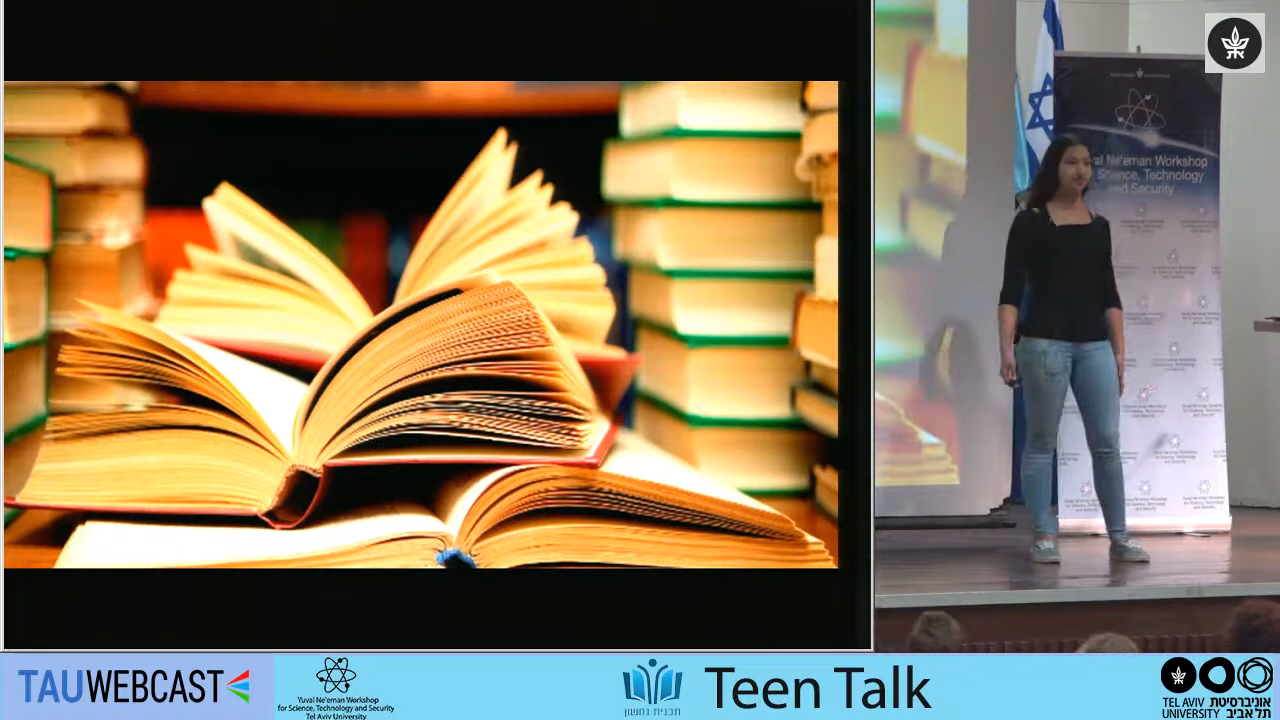 Yuval Ne'eman Workshop
Science, Technology
and Security
TAUWEBCAST
Yuval Ne'eman Workshop
for Science, Technology and Security
Tel Aviv University
תכנית נחשון
Teen Talk
TEL AVIV אוניברסיטת
UNIVERSITY תל אביב